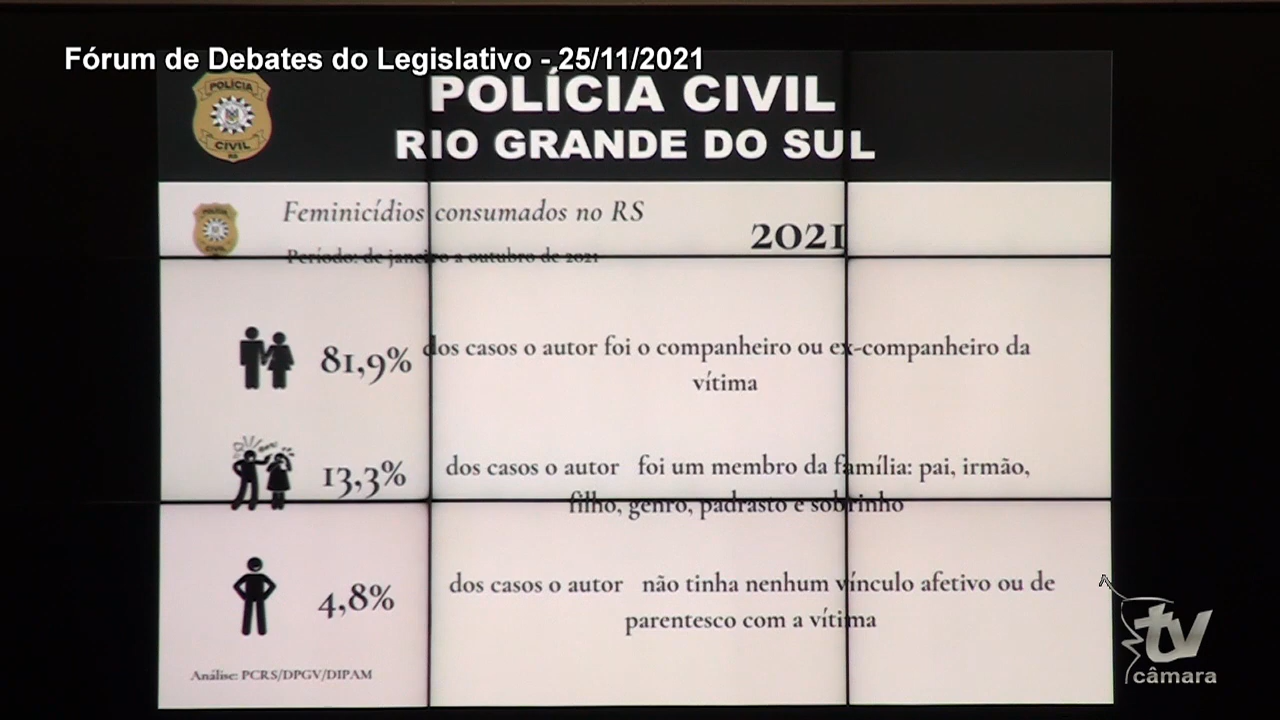 Fórum de Debates do Legislativo - 25/11/2021
POLÍCIA CIVIL
RIO GRANDE DO SUL
POLÍCIA
CIVIL
RS
Feminicídios consumados no RS
2021
Período: de janeiro a outubro de 2021
81,9% dos casos o autor foi o companheiro ou ex-companheiro da
vítima
13,3% dos casos o autor foi um membro da família: pai, irmão,
filho, genro, padrasto e sobrinho
4,8% dos casos o autor não tinha nenhum vínculo afetivo ou de
parentesco com a vítima
Análise: PCRS/DPGV/DIPAM
tv
câmara